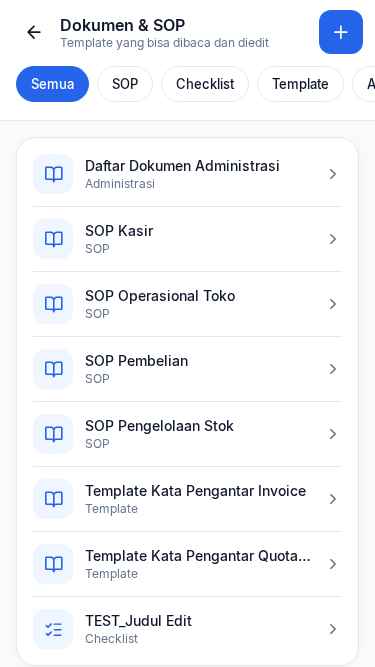 Dokumen & SOP
Template yang bisa dibaca dan diedit
Semua
SOP
Checklist
Template
A
Daftar Dokumen Administrasi
Administrasi
SOP Kasir
SOP
SOP Operasional Toko
SOP
SOP Pembelian
SOP
SOP Pengelolaan Stok
SOP
Template Kata Pengantar Invoice
Template
Template Kata Pengantar Quota...
Template
TEST_Judul Edit
Checklist